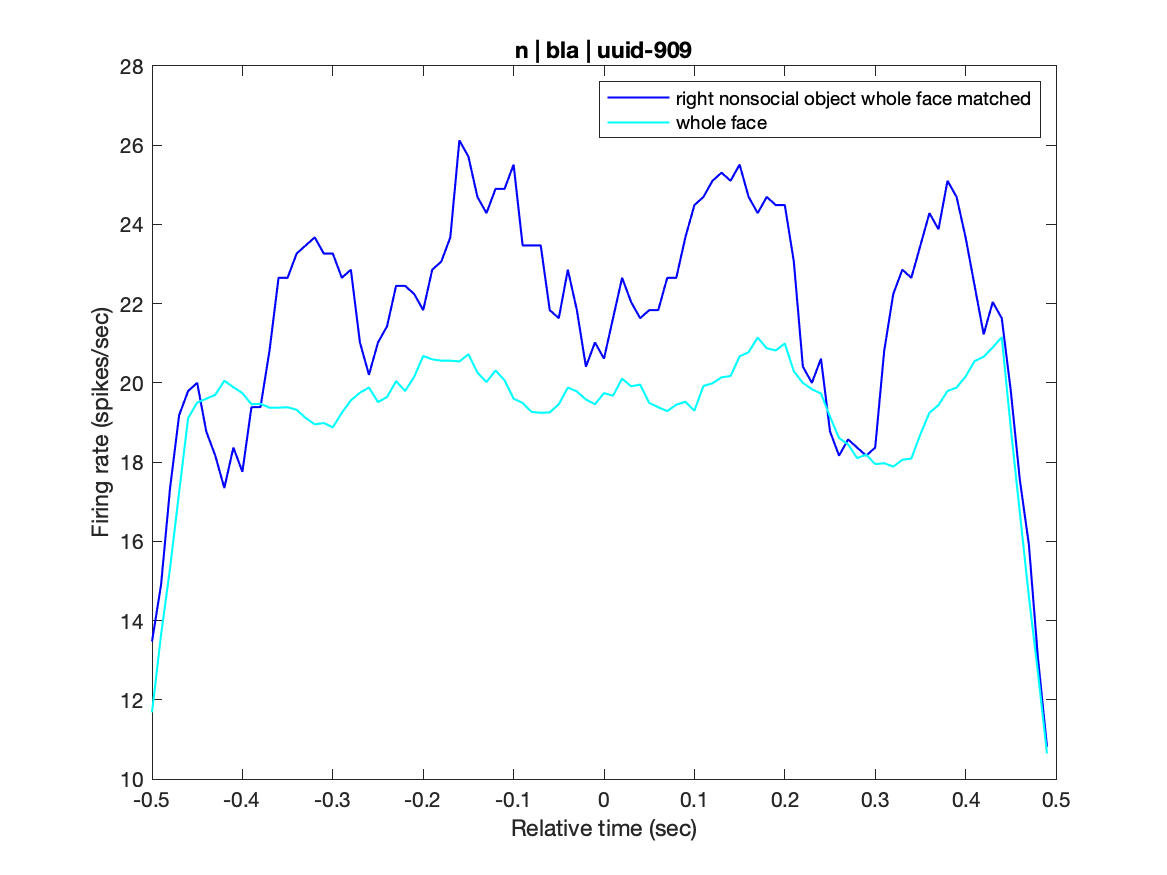 n | bla | uuid-909
right nonsocial object whole face matched
whole face
Firing rate (spikes/sec)
28
26
24
22
20
18
16
14
12
10
-0.5 -0.4 -0.3 -0.2 -0.1 0 0.1 0.2 0.3 0.4 0.5
Relative time (sec)